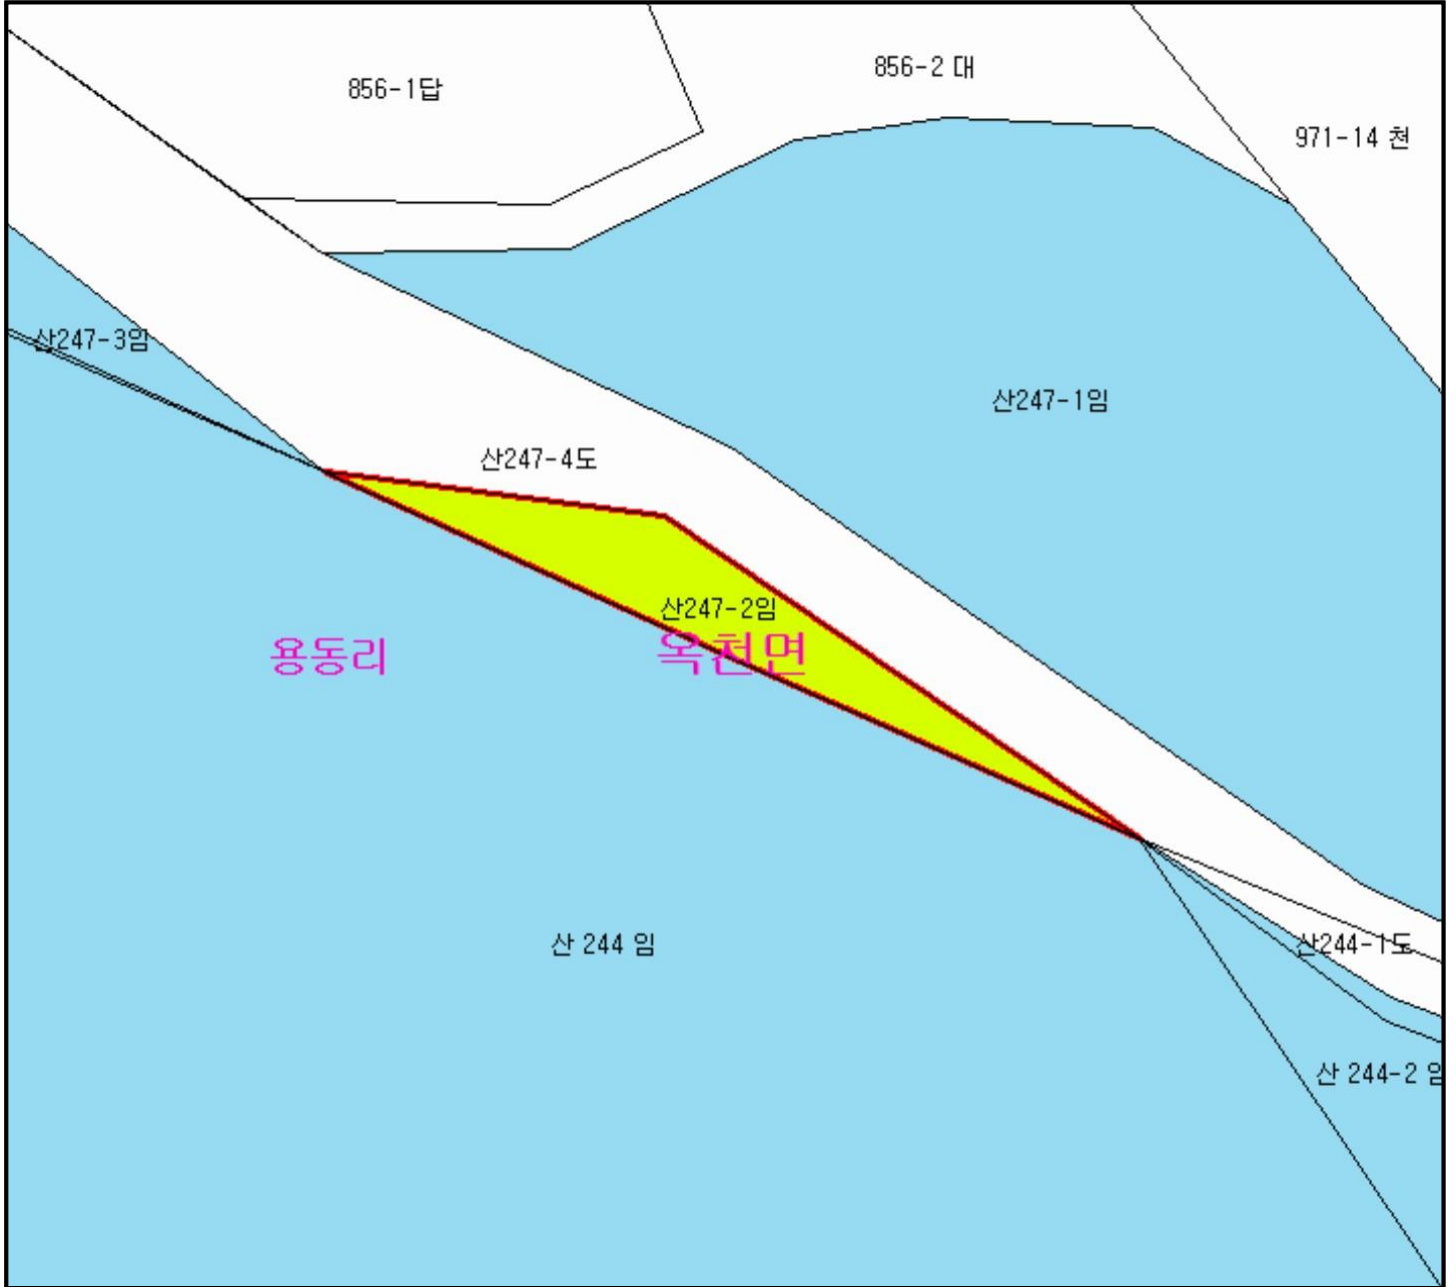 856-2 대
856-1답
971-14 천
산247-3임
산247-1임
산247-4도
산247-2임
용동리
옥천면
산 244 임
산244-1도
산 244-2 임